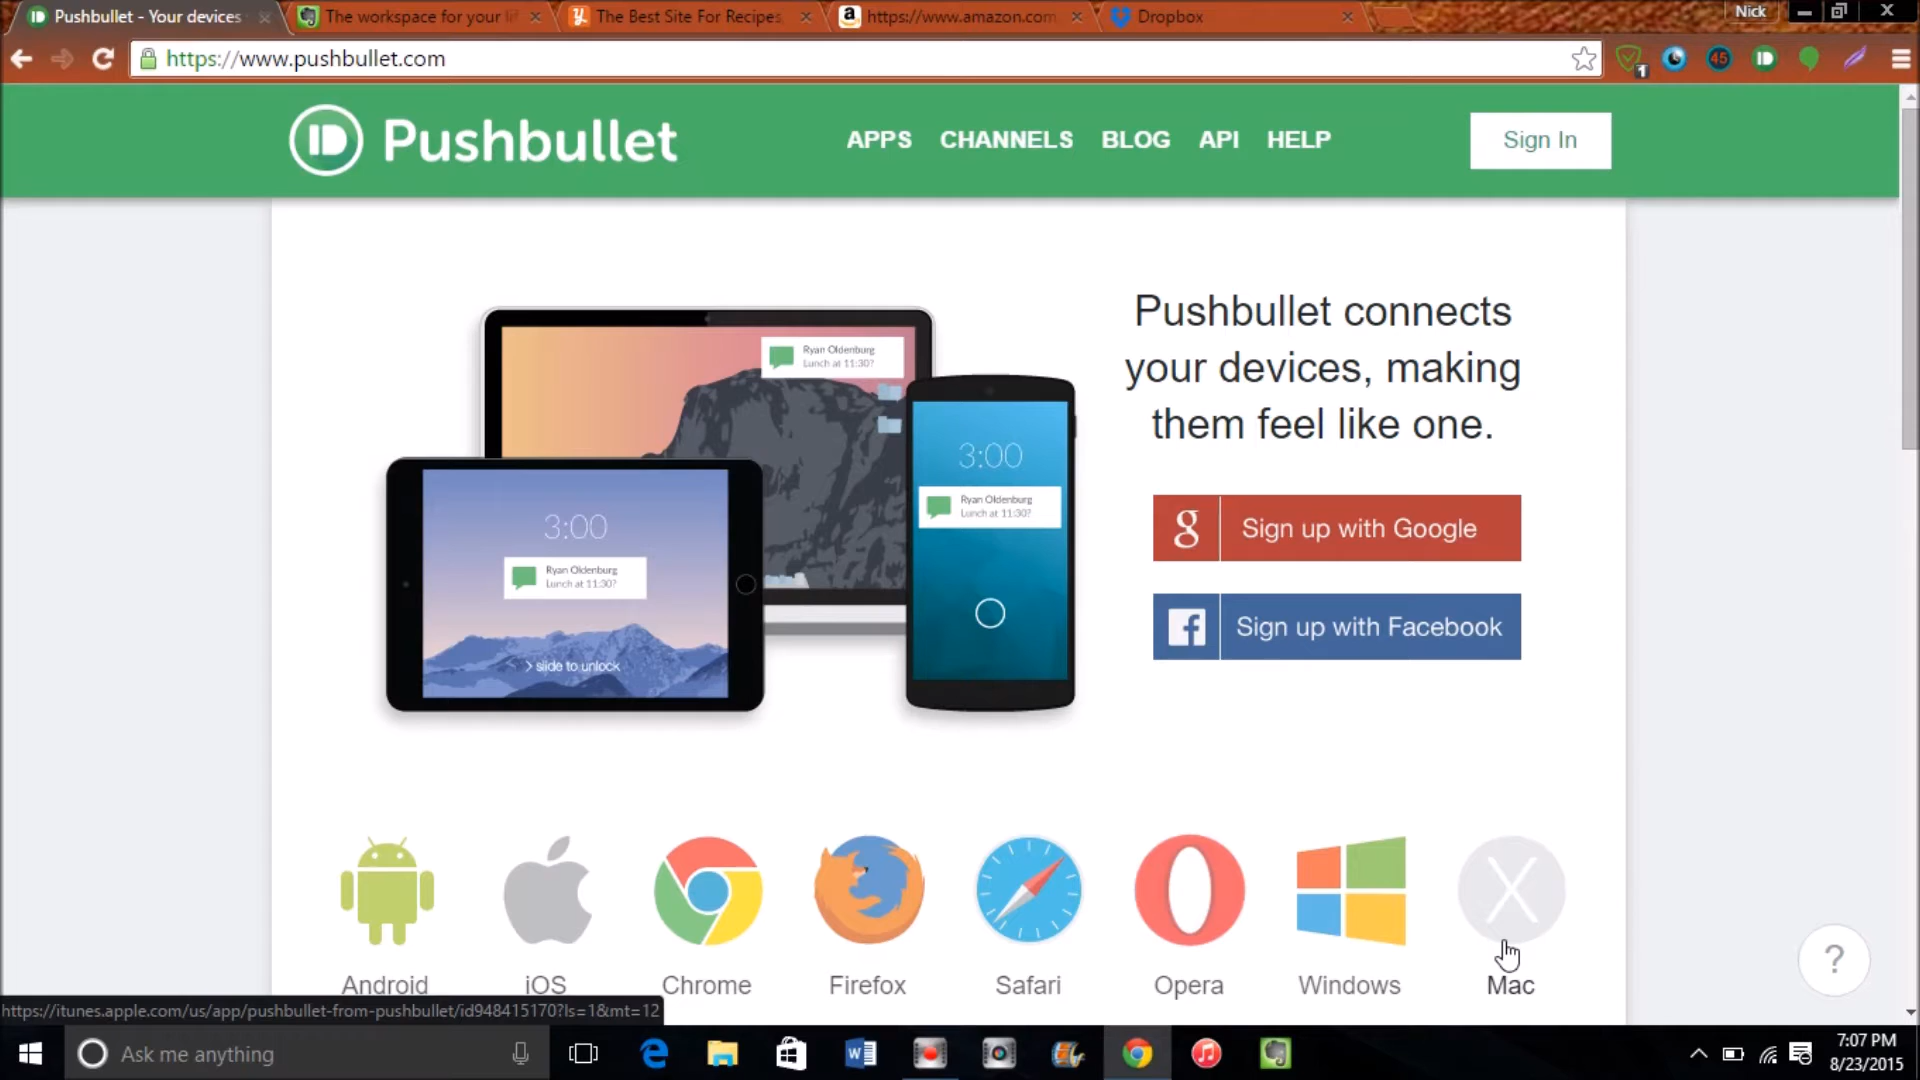 Pushbullet - Your devices
The workspace for your li
The Best Site For Recipes,
https://www.amazon.com
Dropbox
Nick
https://www.pushbullet.com
1
45
Pushbullet
APPS
CHANNELS
BLOG
API
HELP
Sign In
Pushbullet connects
your devices, making
them feel like one.
Ryan Oldenburg
Lunch at 11:30?
3:00
Ryan Oldenburg
Lunch at 11:30?
3:00
Ryan Oldenburg
Lunch at 11:30?
> slide to unlock
g Sign up with Google
f Sign up with Facebook
X
Android
iOS
Chrome
Firefox
Safari
Opera
Windows
Mac
?
https://itunes.apple.com/us/app/pushbullet-from-pushbullet/id948415170?ls=1&mt=12
Ask me anything
7:07 PM
8/23/2015